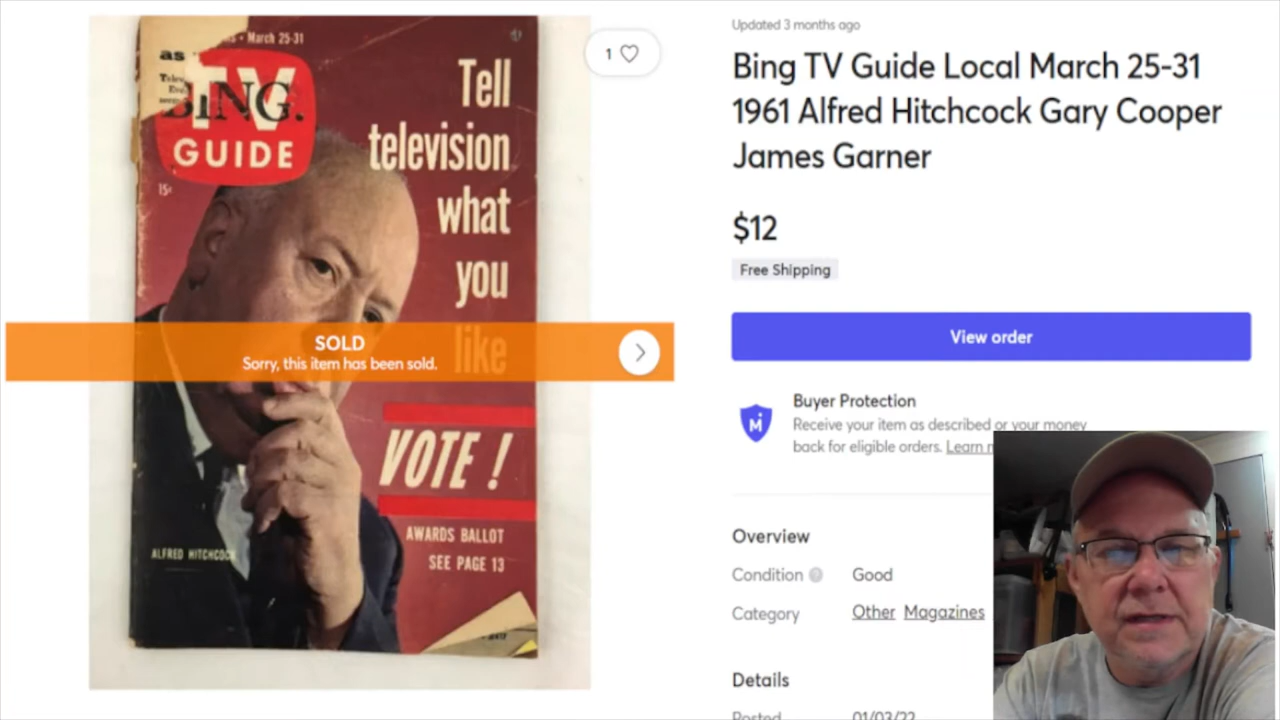 March 25-31
as
BING.
TV
GUIDE
15¢
Tell
television
what
you
like
VOTE !
AWARDS BALLOT
SEE PAGE 13
ALFRED HITCHCOCK
1
SOLD
Sorry, this item has been sold.
Updated 3 months ago
Bing TV Guide Local March 25-31
1961 Alfred Hitchcock Gary Cooper
James Garner
$12
Free Shipping
View order
Buyer Protection
Receive your item as described or your money
back for eligible orders. Learn
Overview
Condition ? Good
Category Other Magazines
Details
Posted 01/03/22